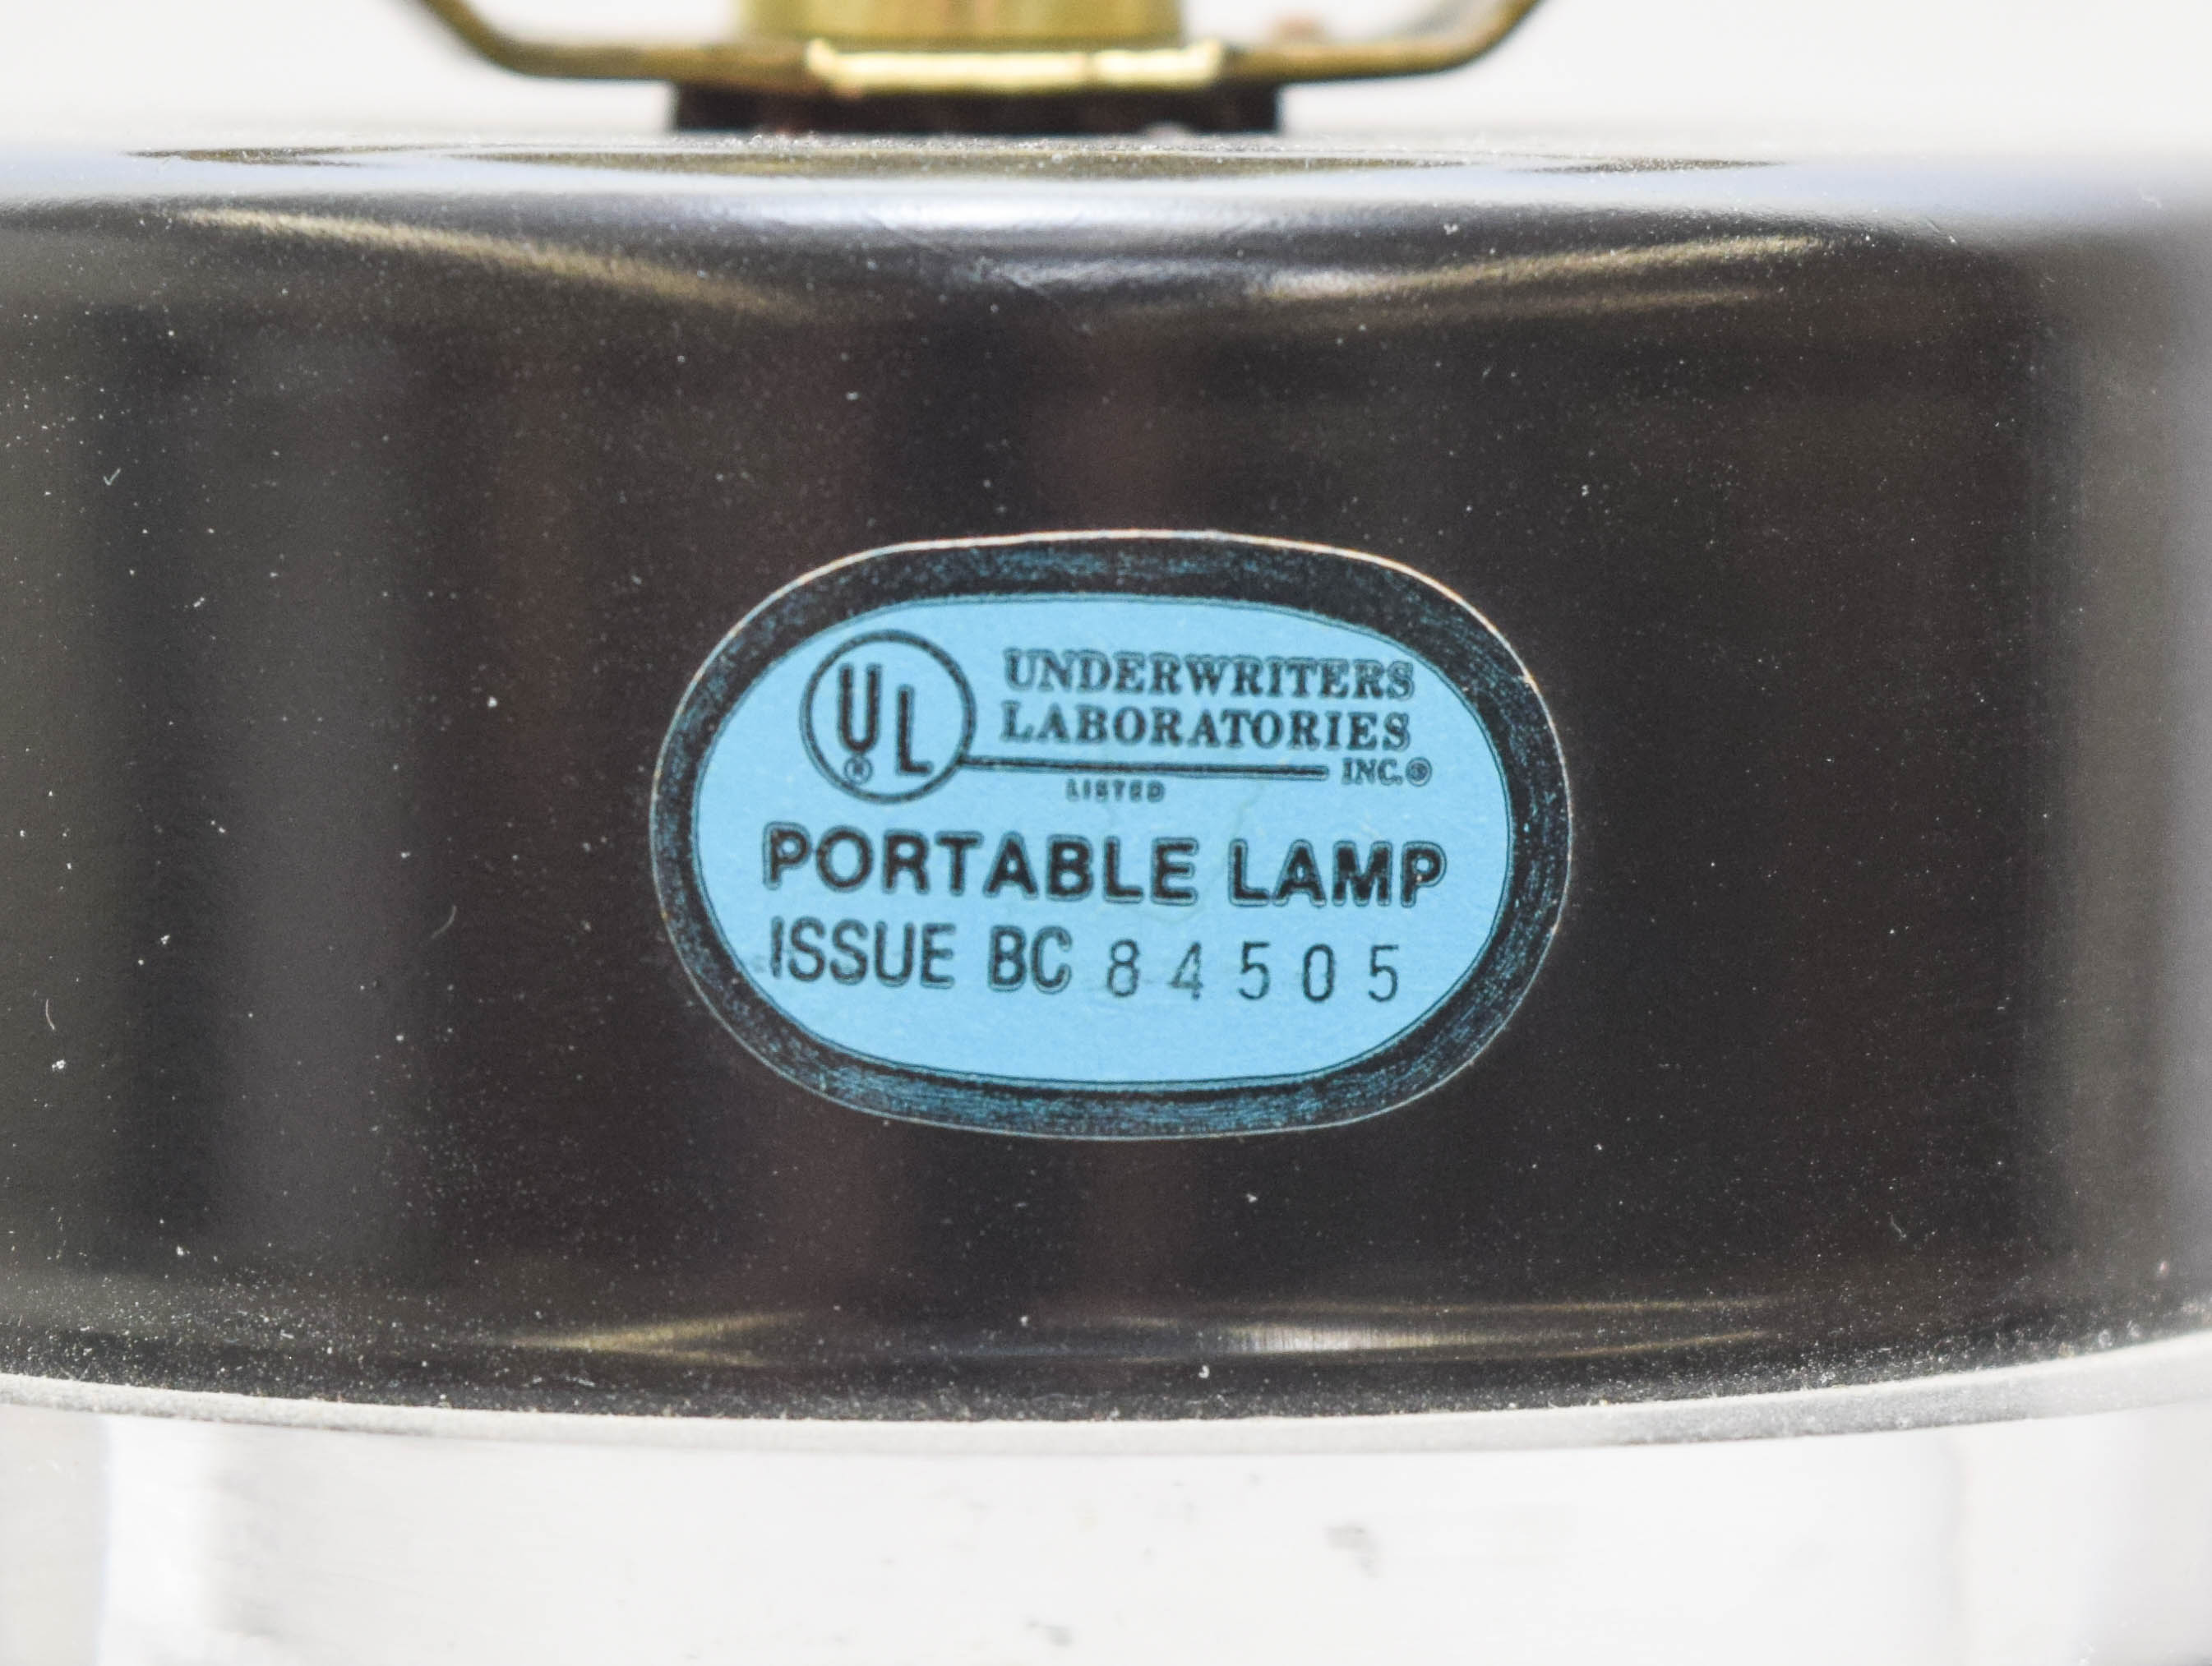 UL®
UNDERWRITERS
LABORATORIES
INC.®
LISTED
PORTABLE LAMP
ISSUE BC 84505